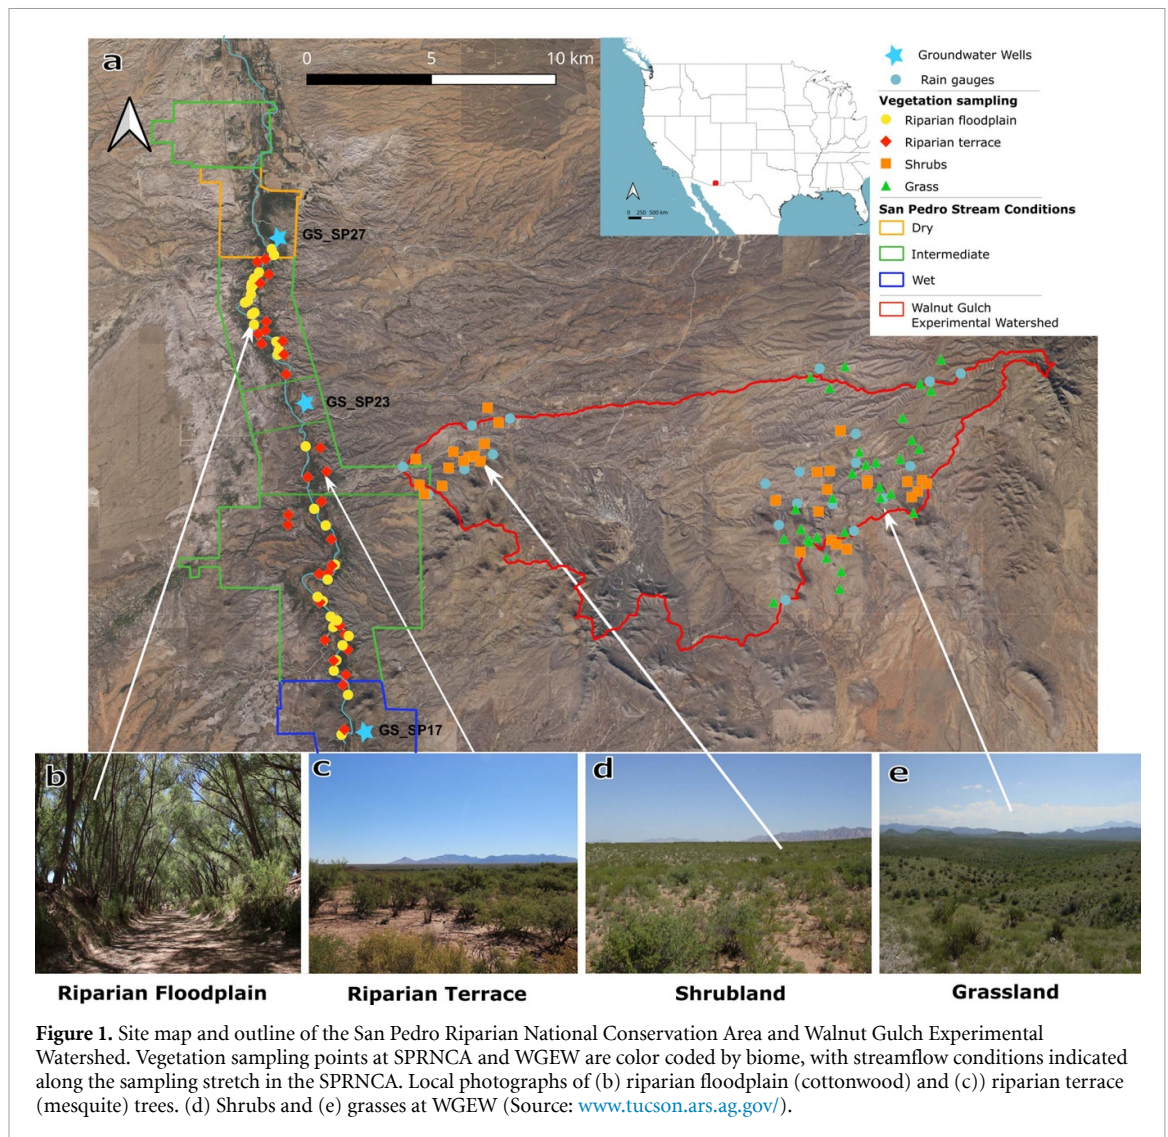 a
0 5 10 km
Groundwater Wells
Rain gauges
Vegetation sampling
Riparian floodplain
Riparian terrace
Shrubs
Grass
San Pedro Stream Conditions
Dry
Intermediate
Wet
Walnut Gulch
Experimental Watershed
0 250 500 km
GS_SP27
GS_SP23
GS_SP17
b
c
d
e
Riparian Floodplain
Riparian Terrace
Shrubland
Grassland
Figure 1. Site map and outline of the San Pedro Riparian National Conservation Area and Walnut Gulch Experimental
Watershed. Vegetation sampling points at SPRNCA and WGEW are color coded by biome, with streamflow conditions indicated
along the sampling stretch in the SPRNCA. Local photographs of (b) riparian floodplain (cottonwood) and (c)) riparian terrace
(mesquite) trees. (d) Shrubs and (e) grasses at WGEW (Source: www.tucson.ars.ag.gov/).